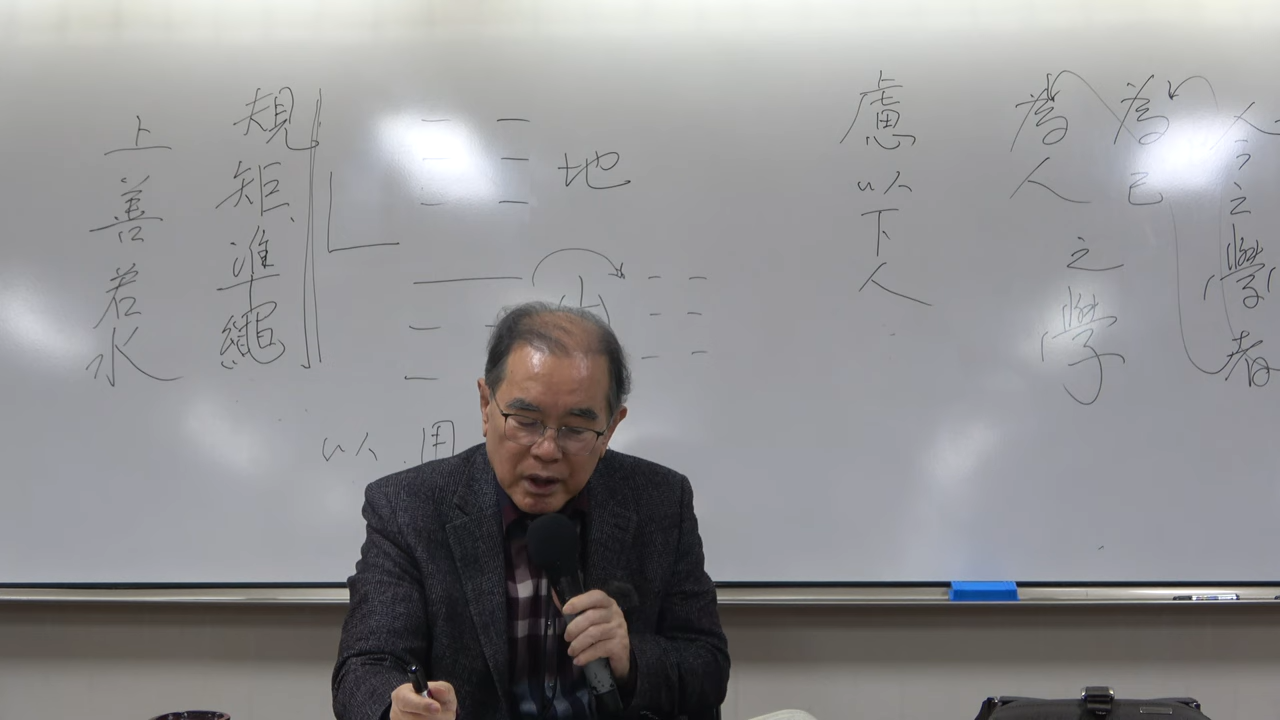 今之學者
為己
為人之學
慮以下人
地
山
規矩準繩
上善若水
以用